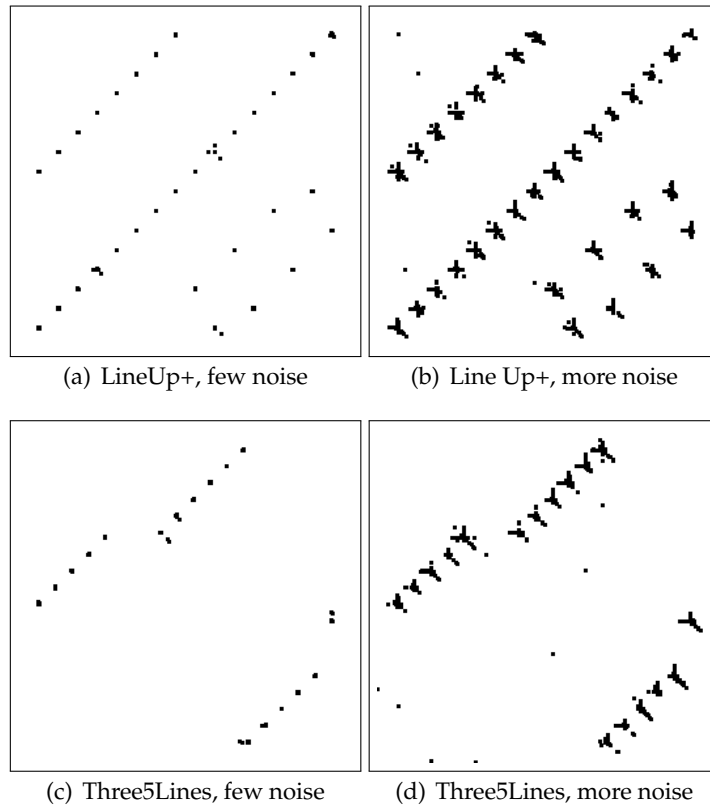 (a) LineUp+, few noise
(b) Line Up+, more noise
(c) Three5Lines, few noise
(d) Three5Lines, more noise